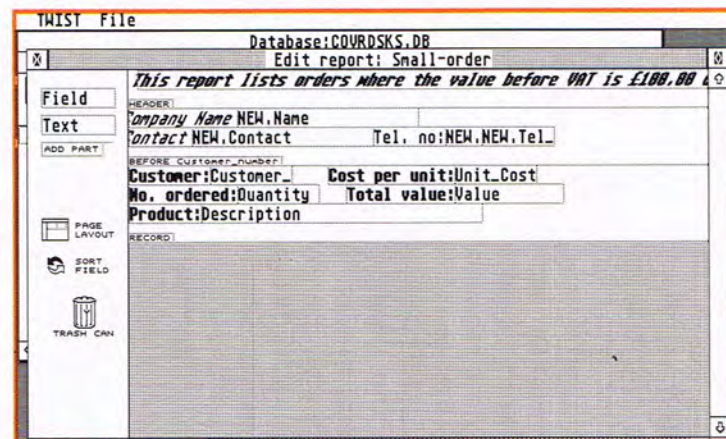 TWIST File
Database:COVRDSKS.DB
Edit report: Small-order
This report lists orders where the value before VAT is £100.00
Field
HEADER
Company Name NEW.Name
Text
Contact NEW.Contact Tel. no:NEW.NEW.Tel_
ADD PART
BEFORE Customer_number
Customer:Customer_ Cost per unit:Unit_Cost
No. ordered:Quantity Total value:Value
Product:Description
PAGE
LAYOUT
RECORD
SORT
FIELD
TRASH CAN